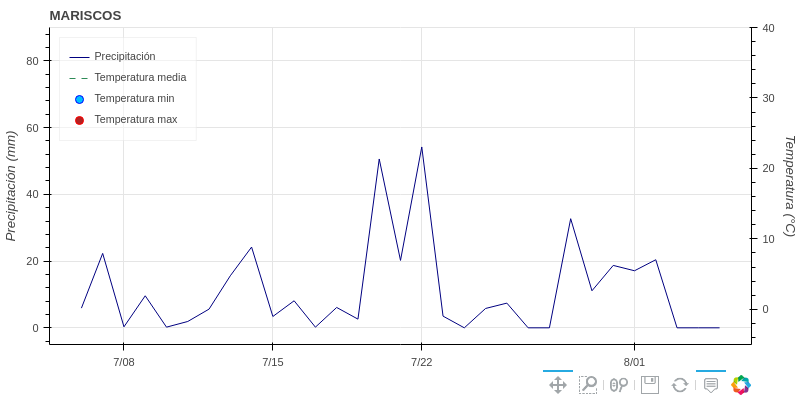 MARISCOS
Precipitación
Temperatura media
Temperatura min
Temperatura max
Precipitación (mm)
80
60
40
20
0
Temperatura (°C)
40
30
20
10
0
7/08
7/15
7/22
8/01